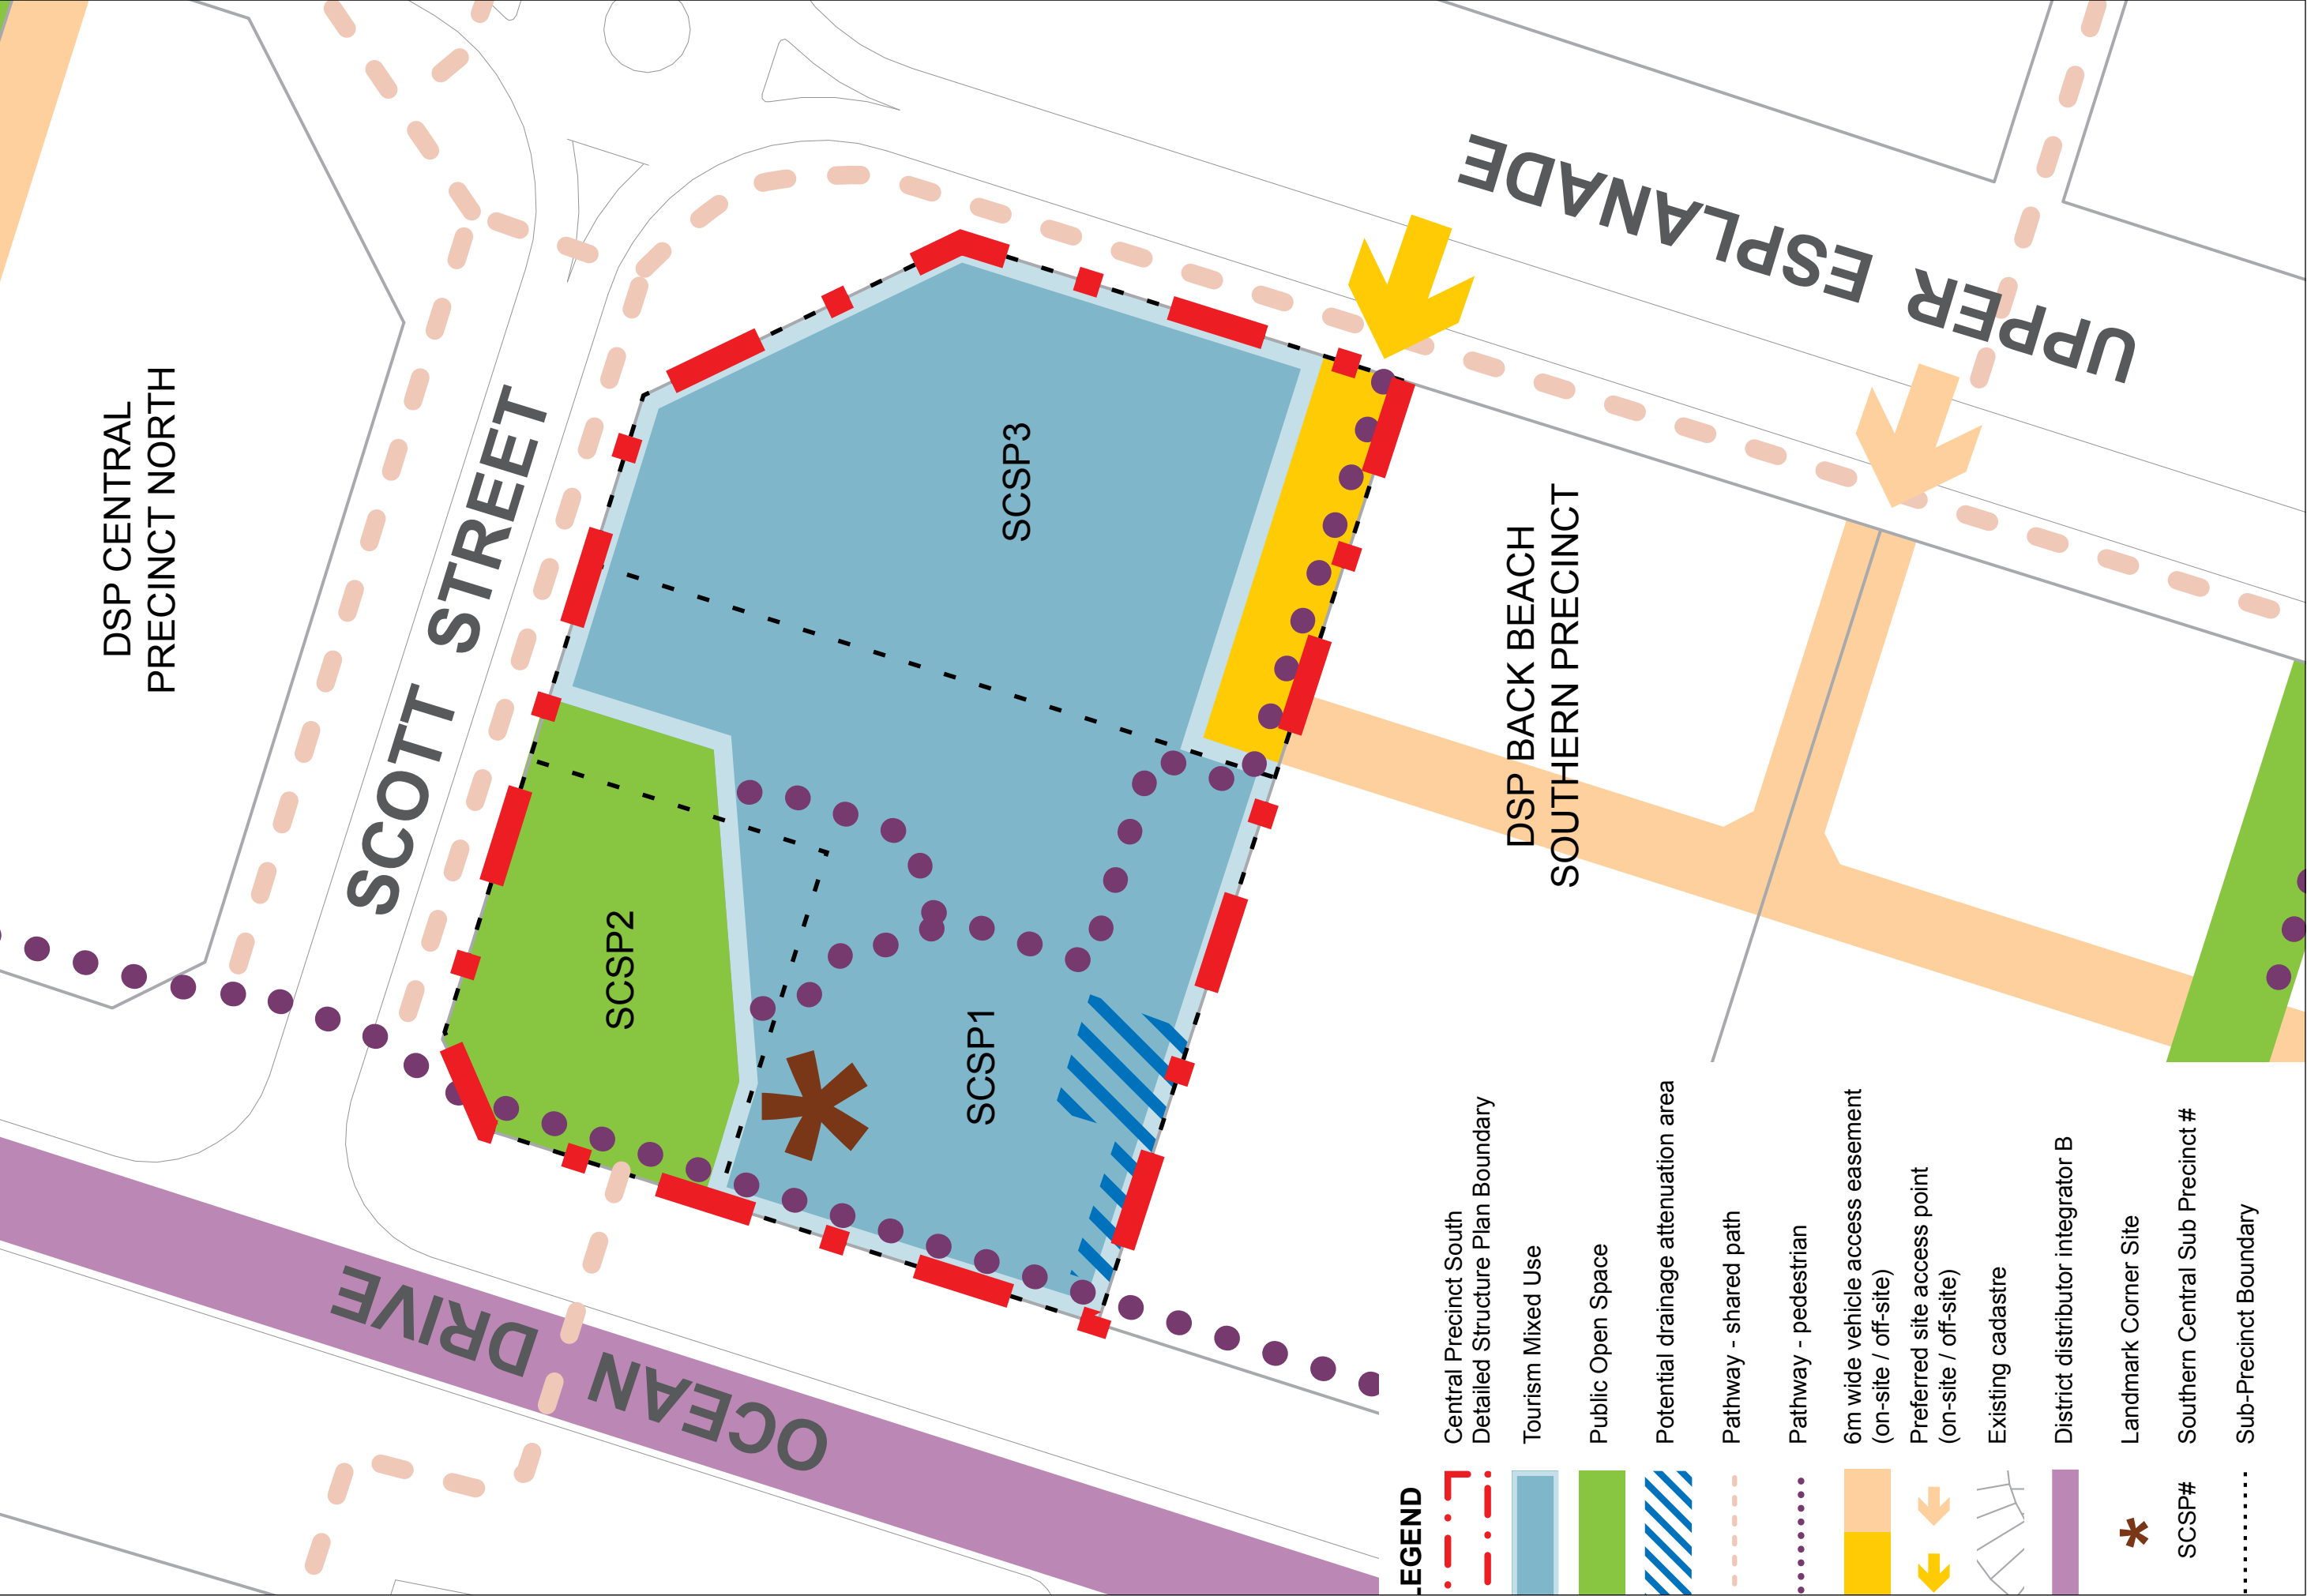 DSP CENTRAL
PRECINCT NORTH
SCOTT STREET
UPPER ESPLANADE
SCSP3
SCSP2
SCSP1
DSP BACK BEACH
SOUTHERN PRECINCT
OCEAN DRIVE
LEGEND
Central Precinct South
Detailed Structure Plan Boundary
Tourism Mixed Use
Public Open Space
Potential drainage attenuation area
Pathway - shared path
Pathway - pedestrian
6m wide vehicle access easement
(on-site / off-site)
Preferred site access point
(on-site / off-site)
Existing cadastre
District distributor integrator B
Landmark Corner Site
SCSP# Southern Central Sub Precinct #
Sub-Precinct Boundary